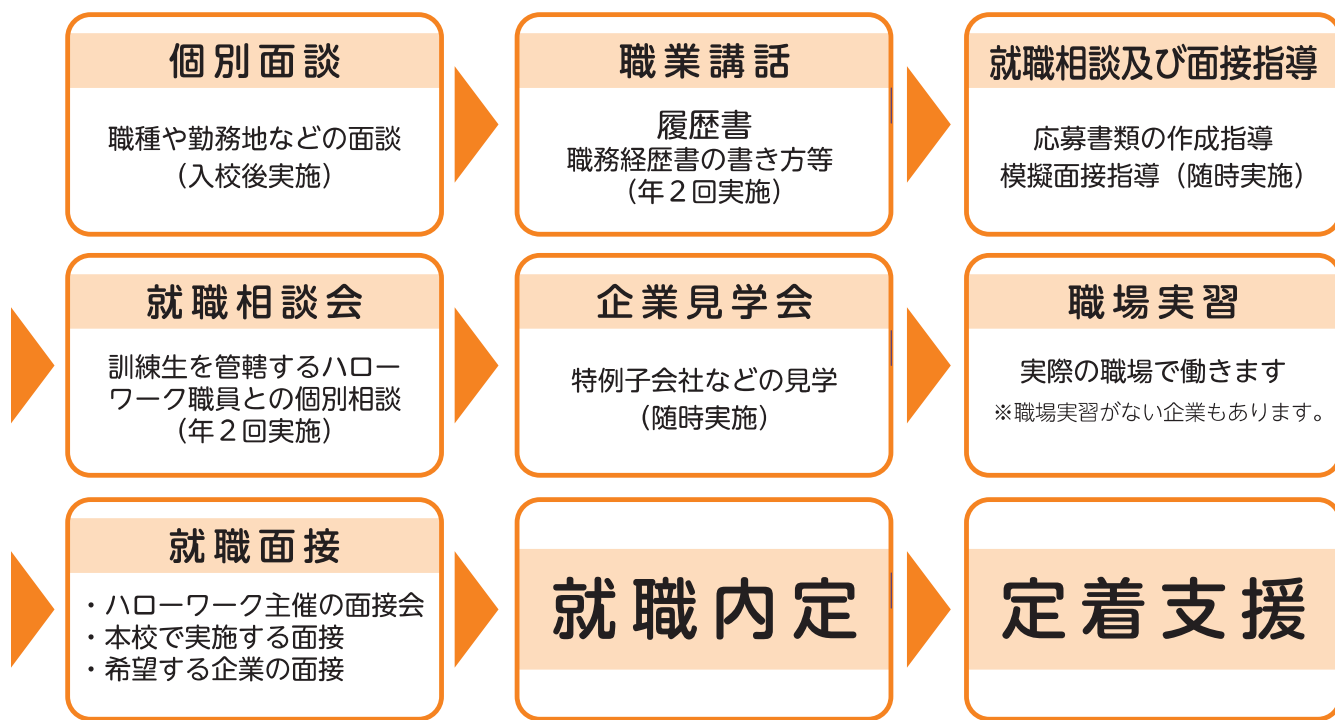 個別面談
職種や勤務地などの面談
（入校後実施）
職業講話
履歴書
職務経歴書の書き方等
（年２回実施）
就職相談及び面接指導
応募書類の作成指導
模擬面接指導（随時実施）
就職相談会
訓練生を管轄するハロー
ワーク職員との個別相談
（年２回実施）
企業見学会
特例子会社などの見学
（随時実施）
職場実習
実際の職場で働きます
※職場実習がない企業もあります。
就職面接
・ハローワーク主催の面接会
・本校で実施する面接
・希望する企業の面接
就職内定
定着支援